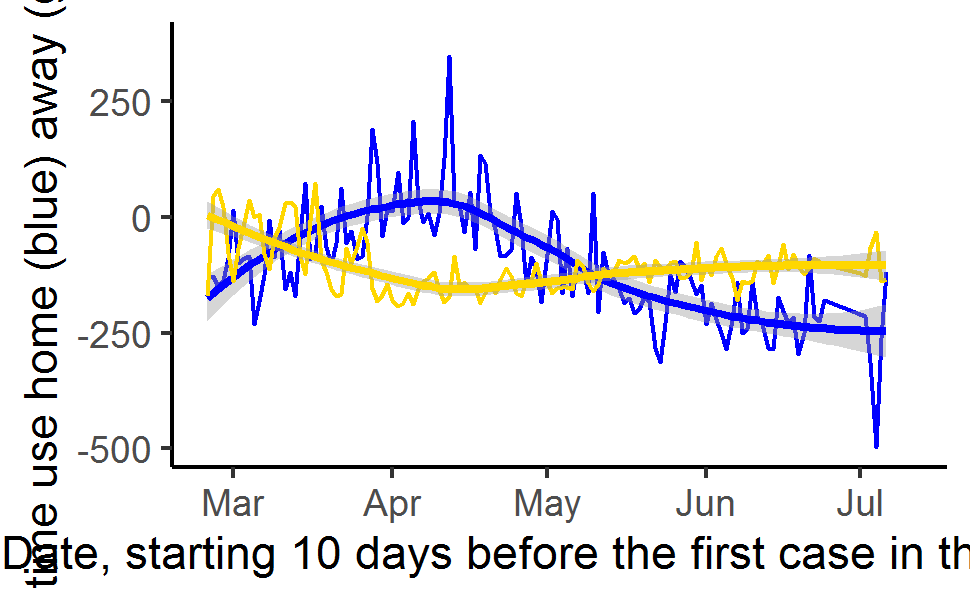 time use home (blue) away (
250
0
-250
-500
Mar Apr May Jun Jul
Date, starting 10 days before the first case in th